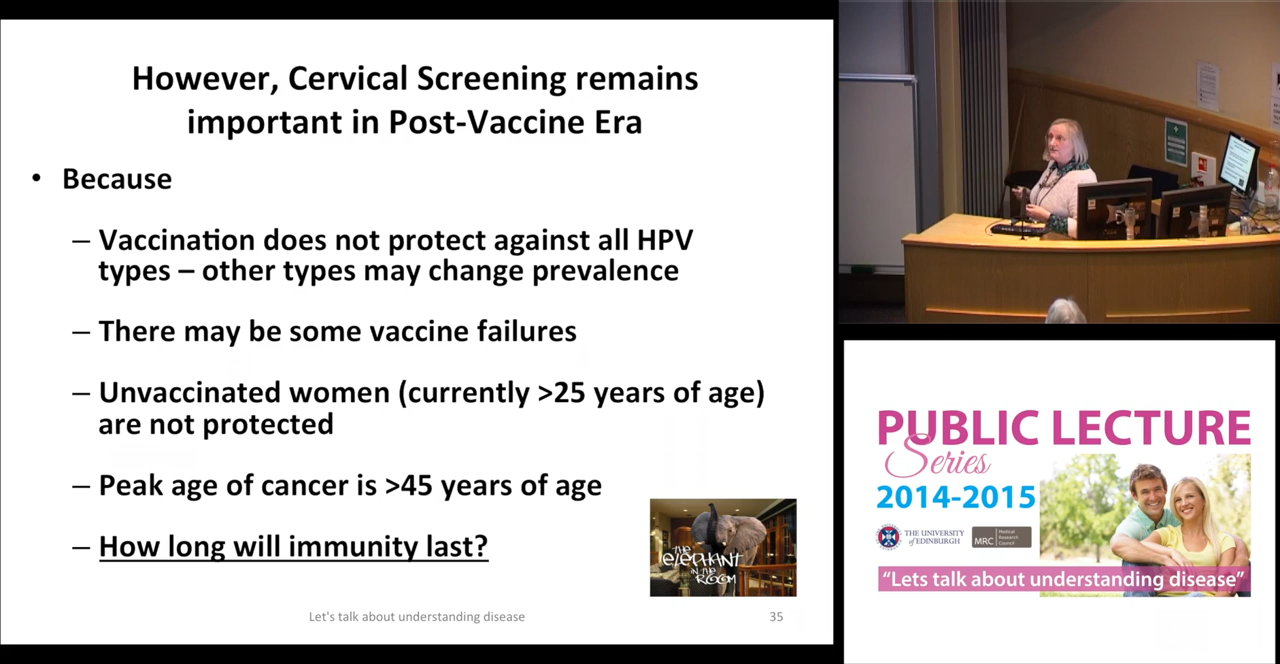 However, Cervical Screening remains
important in Post-Vaccine Era
• Because
– Vaccination does not protect against all HPV
types – other types may change prevalence
– There may be some vaccine failures
– Unvaccinated women (currently >25 years of age)
are not protected
– Peak age of cancer is >45 years of age
– How long will immunity last?
THE
ELEPHANT
IN THE
ROOM
Let's talk about understanding disease
35
PUBLIC LECTURE
Series
2014-2015
THE UNIVERSITY
of EDINBURGH
MRC
Medical
Research
Council
“Lets talk about understanding disease”